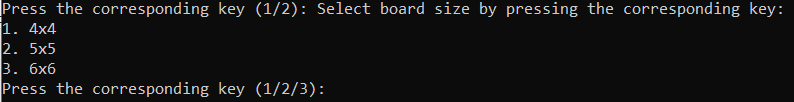 Press the corresponding key (1/2): Select board size by pressing the corresponding key:
1. 4x4
2. 5x5
3. 6x6
Press the corresponding key (1/2/3):